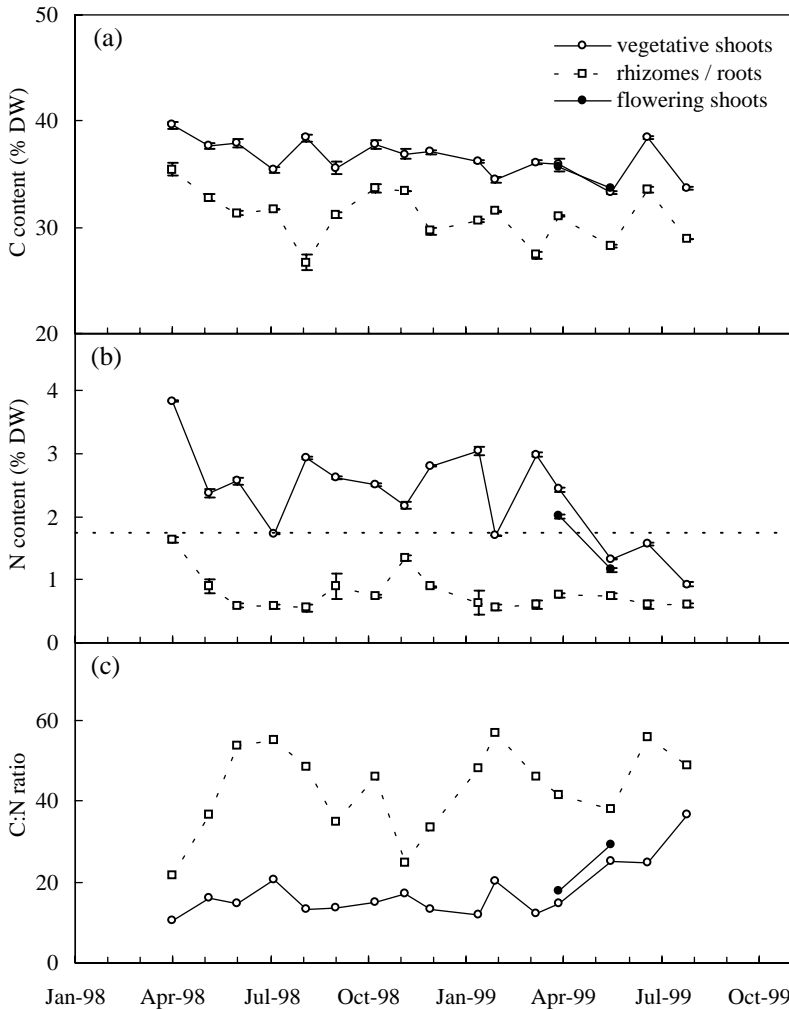 50
(a)
vegetative shoots
rhizomes / roots
flowering shoots
40
C content (% DW)
30
20
(b)
4
3
N content (% DW)
2
1
0
(c)
60
C:N ratio
40
20
0
Jan-98 Apr-98 Jul-98 Oct-98 Jan-99 Apr-99 Jul-99 Oct-99